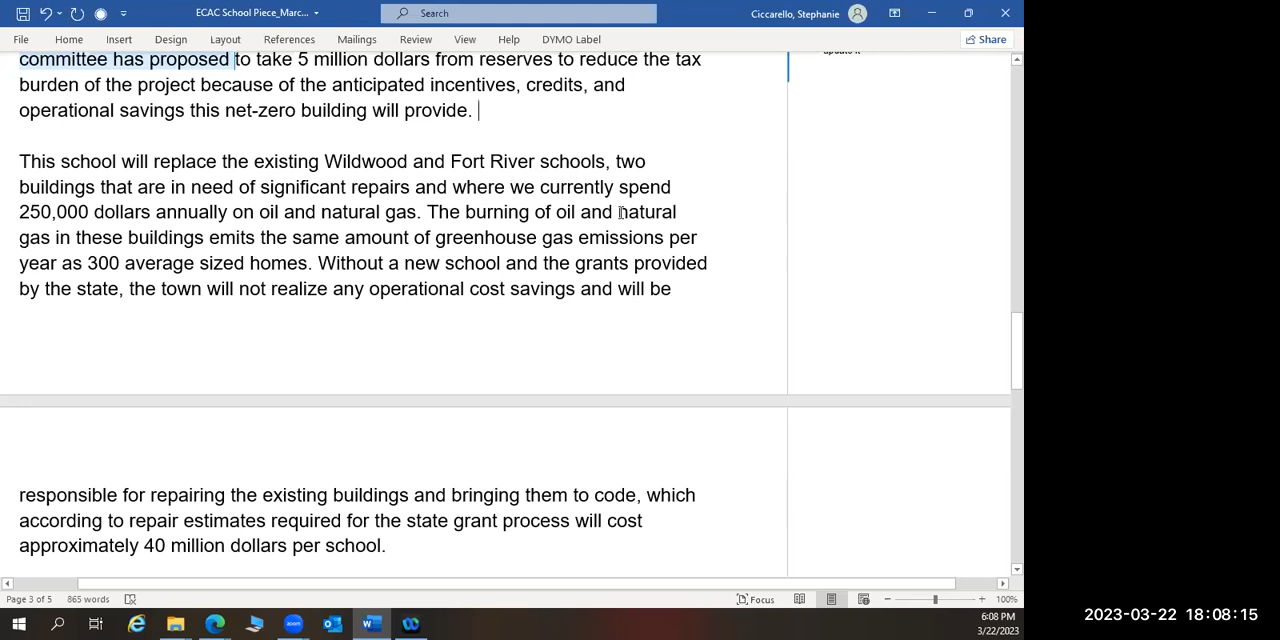 ECAC School Piece_Marc...
Search
Ciccarello, Stephanie
File Home Insert Design Layout References Mailings Review View Help DYMO Label
Share
committee has proposed to take 5 million dollars from reserves to reduce the tax
burden of the project because of the anticipated incentives, credits, and
operational savings this net-zero building will provide.
This school will replace the existing Wildwood and Fort River schools, two
buildings that are in need of significant repairs and where we currently spend
250,000 dollars annually on oil and natural gas. The burning of oil and natural
gas in these buildings emits the same amount of greenhouse gas emissions per
year as 300 average sized homes. Without a new school and the grants provided
by the state, the town will not realize any operational cost savings and will be
responsible for repairing the existing buildings and bringing them to code, which
according to repair estimates required for the state grant process will cost
approximately 40 million dollars per school.
Page 3 of 5 865 words
Focus
100%
6:08 PM
3/22/2023
2023-03-22 18:08:15